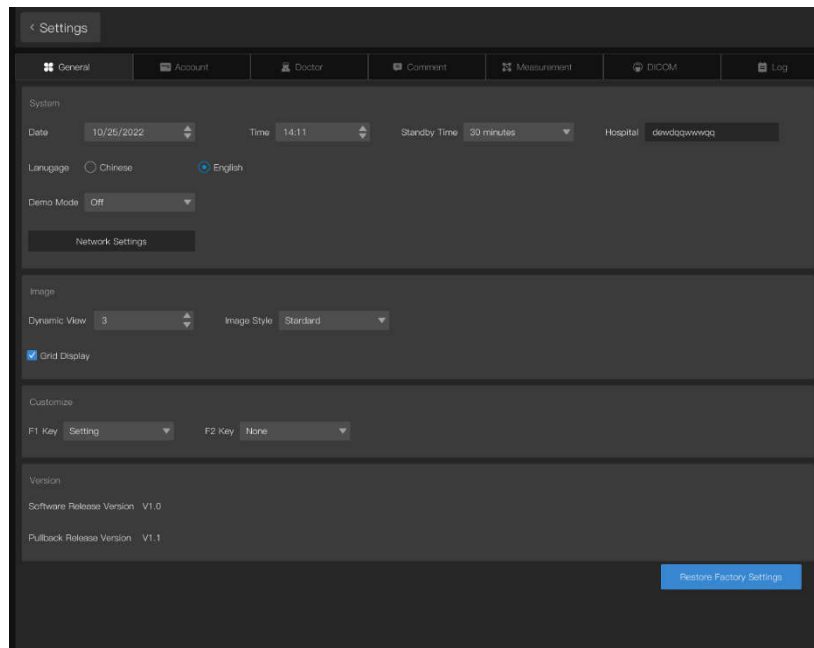 < Settings
General Account Doctor Comment Measurement DICOM Log
System
Date 10/25/2022 Time 14:11 Standby Time 30 minutes Hospital dewdqqwwwqq
Lanugage Chinese English
Demo Mode Off
Network Settings
Image
Dynamic View 3 Image Style Standard
Grid Display
Customize
F1 Key Setting F2 Key None
Version
Software Release Version V1.0
Pullback Release Version V1.1
Restore Factory Settings